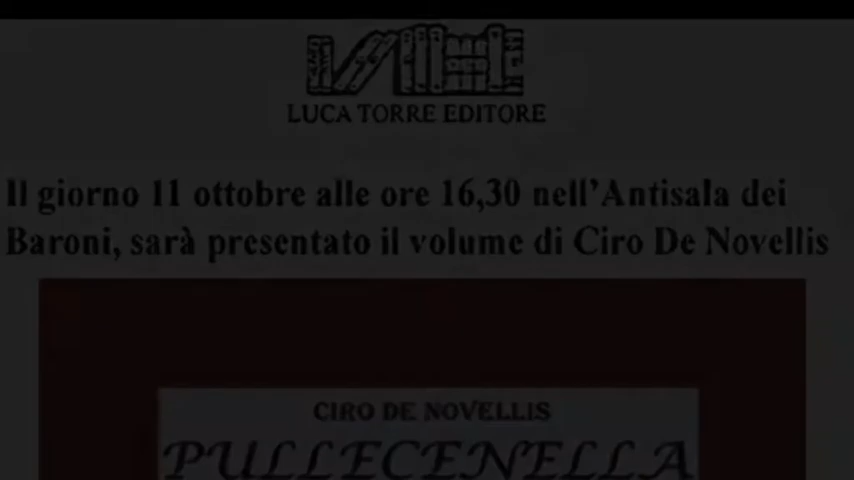 LUCA TORRE EDITORE
Il giorno 11 ottobre alle ore 16,30 nell'Antisala dei
Baroni, sarà presentato il volume di Ciro De Novellis
CIRO DE NOVELLIS
PULLECENELLA